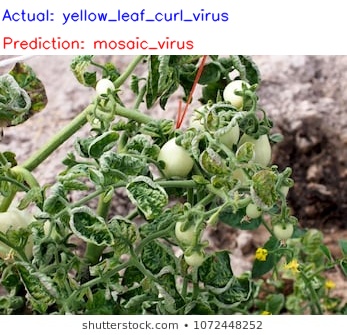 Actual: yellow_leaf_curl_virus
Prediction: mosaic_virus
shutterstock.com • 1072448252